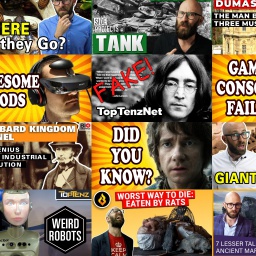 ERE
they Go?
PROJECTS
TANK
DUMAS
THE MAN B
THREE MUS
ESOME
ODS
FAKE!
TopTenzNet
GAM
CONSO
FAIL
BARD KINGDOM
NEL
ENIUS
INDUSTRIAL
UTION
DID
YOU
KNOW?
GIANT
TOPTENZ
WEIRD
ROBOTS
WORST WAY TO DIE:
EATEN BY RATS
KEEP
7 LESSER TAL
ANCIENT MAR